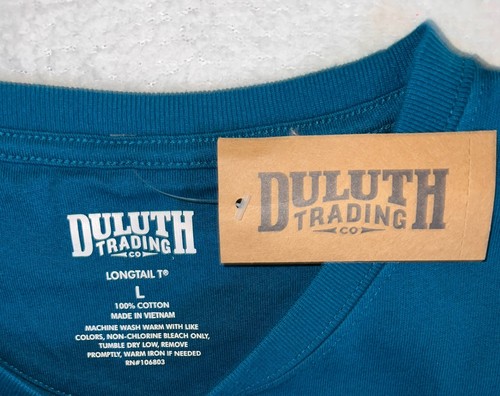 DULUTH
TRADING
CO
LONGTAIL T®
L
100% COTTON
MADE IN VIETNAM
MACHINE WASH WARM WITH LIKE
COLORS, NON-CHLORINE BLEACH ONLY,
TUMBLE DRY LOW, REMOVE
PROMPTLY, WARM IRON IF NEEDED
RN#106803
DULUTH
TRADING
CO